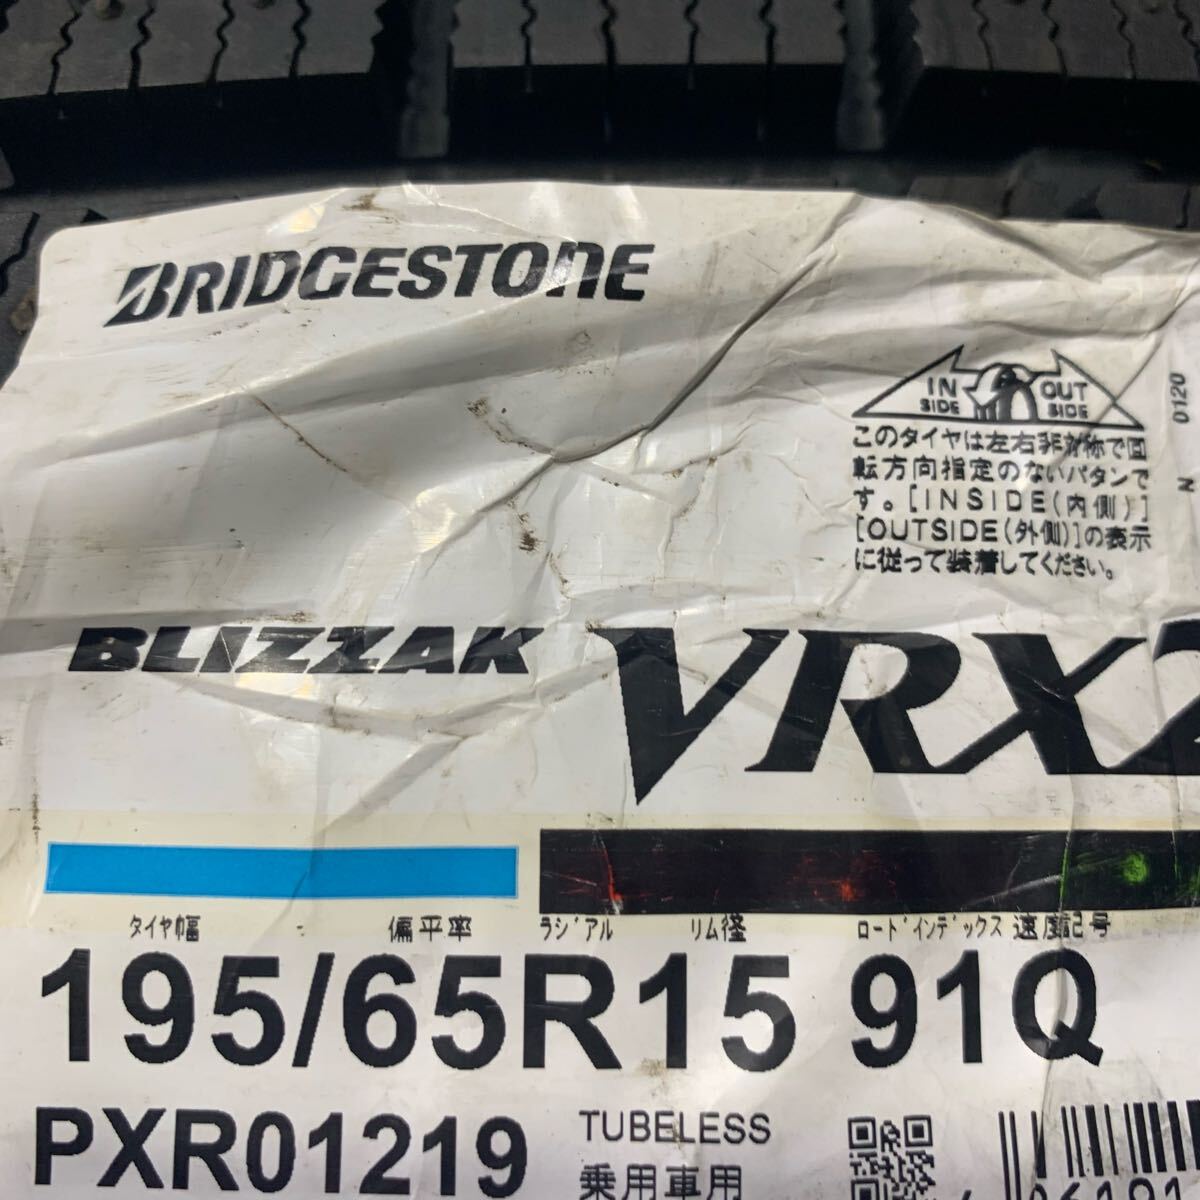 BRIDGESTONE
IN OUT
SIDE SIDE
このタイヤは左右非対称で回
転方向指定のないパタンで
す。[INSIDE(内側)]
[OUTSIDE(外側)]の表示
に従って装着してください。
N 0120
BLIZZAK VRX2
タイヤ幅 偏平率 ラジアル リム径 ロードインデックス 速度記号
195/65R15 91Q
PXR01219
TUBELESS
乗用車用